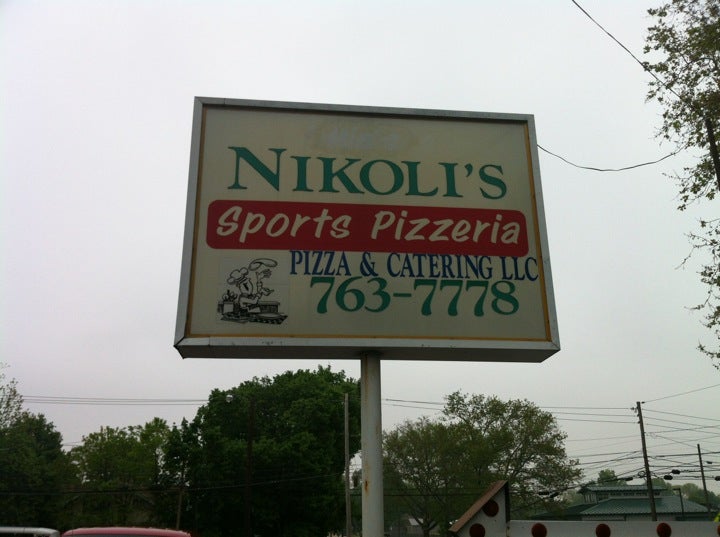 NIKOLI'S
Sports Pizzeria
PIZZA & CATERING LLC
763-7778